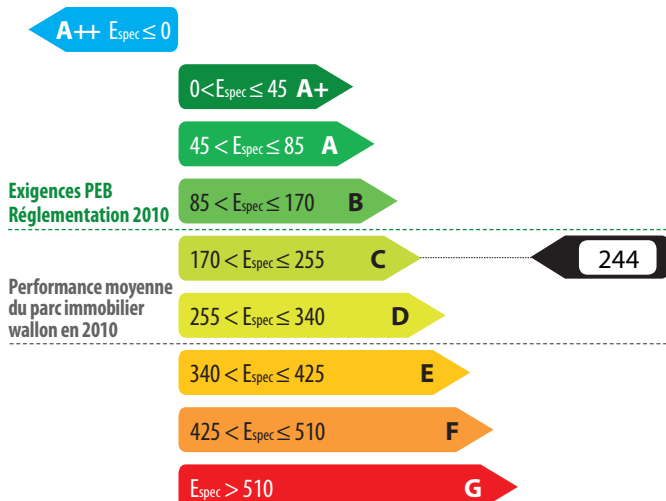 A++ Espec ≤ 0
0<Espec ≤ 45 A+
45 < Espec ≤ 85 A
Exigences PEB
Réglementation 2010
85 < Espec ≤ 170 B
170 < Espec ≤ 255 C
244
Performance moyenne
du parc immobilier
wallon en 2010
255 < Espec ≤ 340 D
340 < Espec ≤ 425 E
425 < Espec ≤ 510 F
Espec > 510 G